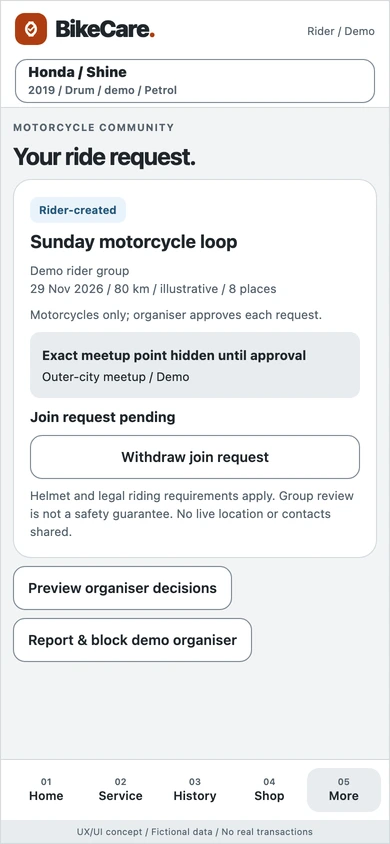 BikeCare.
Rider / Demo
Honda / Shine
2019 / Drum / demo / Petrol
MOTORCYCLE COMMUNITY
Your ride request.
Rider-created
Sunday motorcycle loop
Demo rider group
29 Nov 2026 / 80 km / illustrative / 8 places
Motorcycles only; organiser approves each request.
Exact meetup point hidden until approval
Outer-city meetup / Demo
Join request pending
Withdraw join request
Helmet and legal riding requirements apply. Group review
is not a safety guarantee. No live location or contacts
shared.
Preview organiser decisions
Report & block demo organiser
01
Home
02
Service
03
History
04
Shop
05
More
UX/UI concept / Fictional data / No real transactions